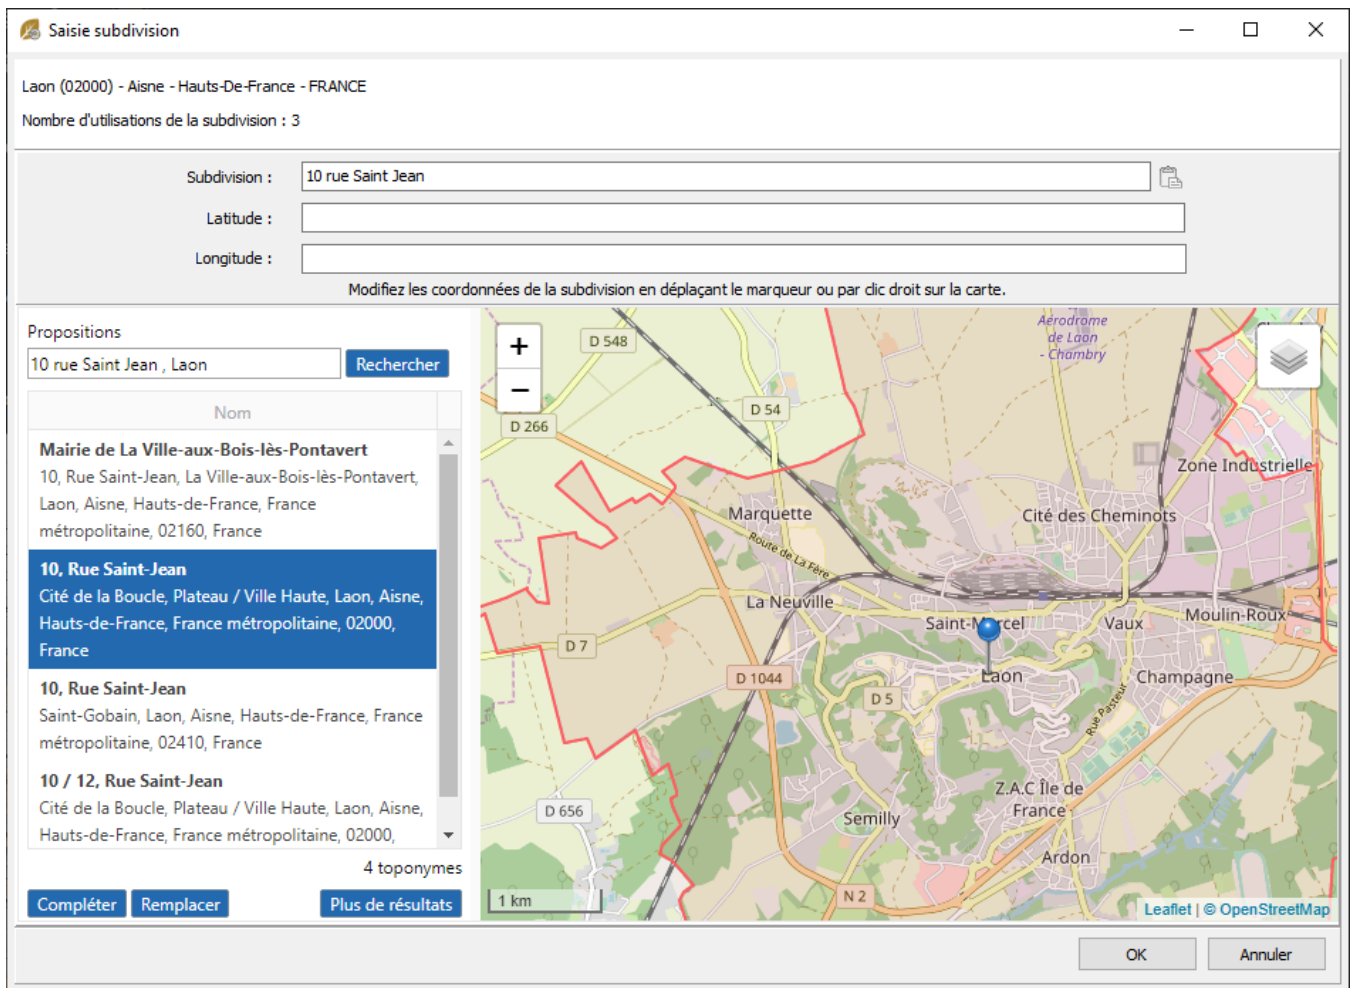 Saisie subdivision
Laon (02000) - Aisne - Hauts-De-France - FRANCE
Nombre d'utilisations de la subdivision : 3
Subdivision :
10 rue Saint Jean
Latitude :
Longitude :
Modifiez les coordonnées de la subdivision en déplaçant le marqueur ou par clic droit sur la carte.
Propositions
10 rue Saint Jean , Laon
Rechercher
Nom
Mairie de La Ville-aux-Bois-lès-Pontavert
10, Rue Saint-Jean, La Ville-aux-Bois-lès-Pontavert,
Laon, Aisne, Hauts-de-France, France
métropolitaine, 02160, France
10, Rue Saint-Jean
Cité de la Boucle, Plateau / Ville Haute, Laon, Aisne,
Hauts-de-France, France métropolitaine, 02000,
France
10, Rue Saint-Jean
Saint-Gobain, Laon, Aisne, Hauts-de-France, France
métropolitaine, 02410, France
10 / 12, Rue Saint-Jean
Cité de la Boucle, Plateau / Ville Haute, Laon, Aisne,
Hauts-de-France, France métropolitaine, 02000,
4 toponymes
Compléter
Remplacer
Plus de résultats
+
−
D 548
Aérodrome
de Laon
- Chambry
D 54
D 266
Zone Industrielle
Marquette
Cité des Cheminots
Route de La Fère
La Neuville
Saint-Marcel
Vaux
Moulin-Roux
D 7
D 1044
Laon
Champagne
D 5
Rue Pasteur
Z.A.C Île de
France
D 656
Semilly
Ardon
1 km
N 2
Leaflet | © OpenStreetMap
OK
Annuler